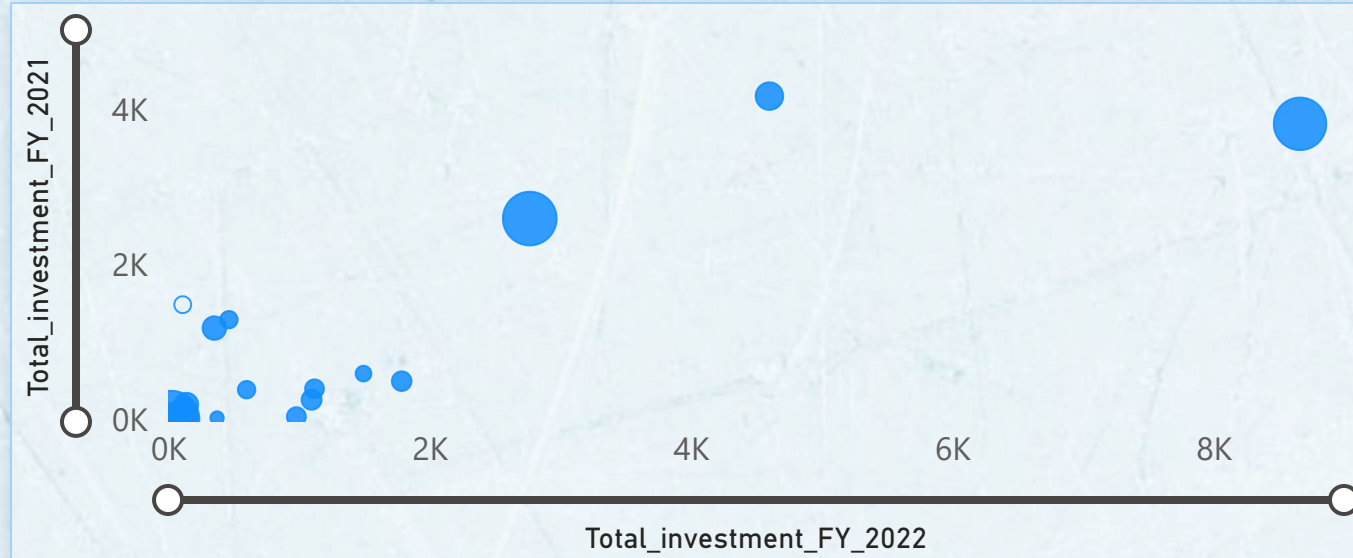 Total_investment_FY_2021
4K
2K
0K
0K 2K 4K 6K 8K
Total_investment_FY_2022